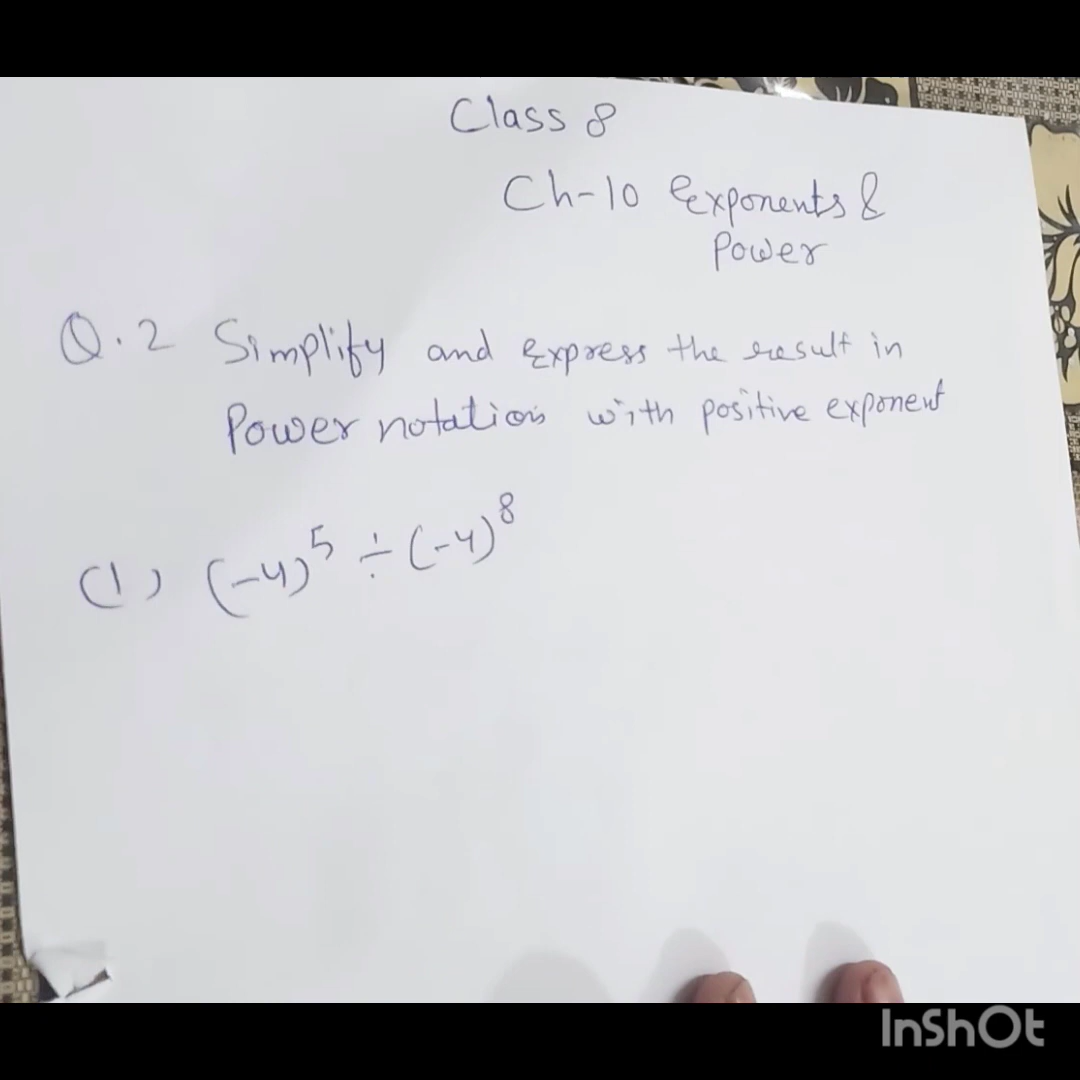 Class 8
Ch-10 Exponents &
Power
Q.2 Simplify and Express the result in
Power notation with positive exponent
(1) (-4)⁵ ÷ (-4)⁸
InShOt